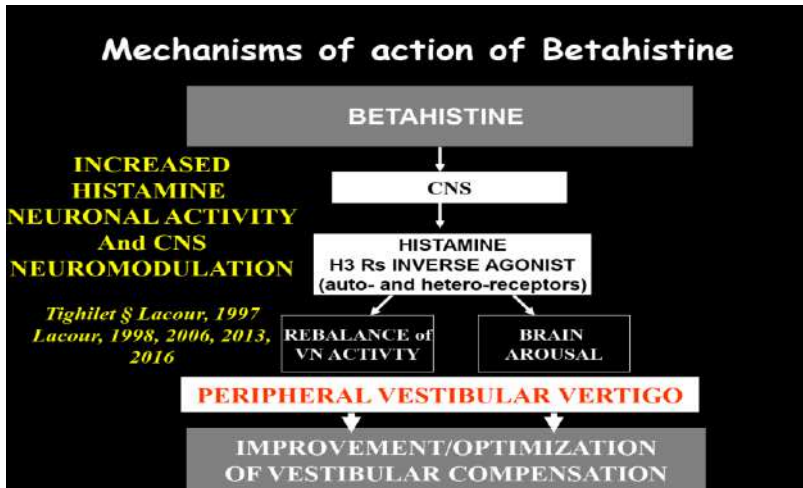 Mechanisms of action of Betahistine
BETAHISTINE
INCREASED
HISTAMINE
NEURONAL ACTIVITY
And CNS
NEUROMODULATION
Tighilet § Lacour, 1997
Lacour, 1998, 2006, 2013,
2016
CNS
HISTAMINE
H3 Rs INVERSE AGONIST
(auto- and hetero-receptors)
REBALANCE of
VN ACTIVTY
BRAIN
AROUSAL
PERIPHERAL VESTIBULAR VERTIGO
IMPROVEMENT/OPTIMIZATION
OF VESTIBULAR COMPENSATION